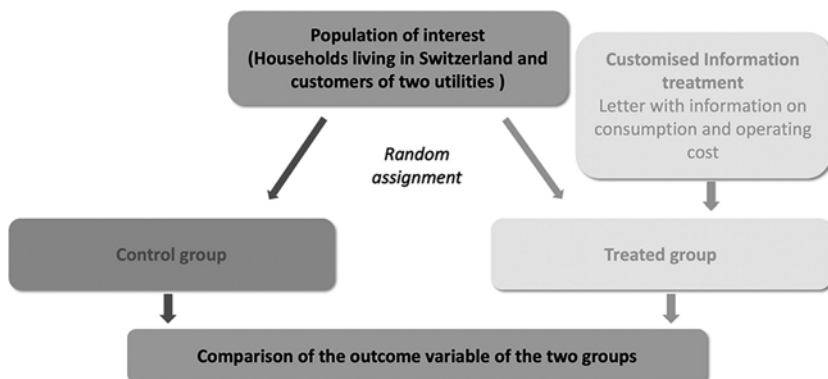 Population of interest
(Households living in Switzerland and
customers of two utilities )
Customised Information
treatment
Letter with information on
consumption and operating
cost
Random
assignment
Control group
Treated group
Comparison of the outcome variable of the two groups